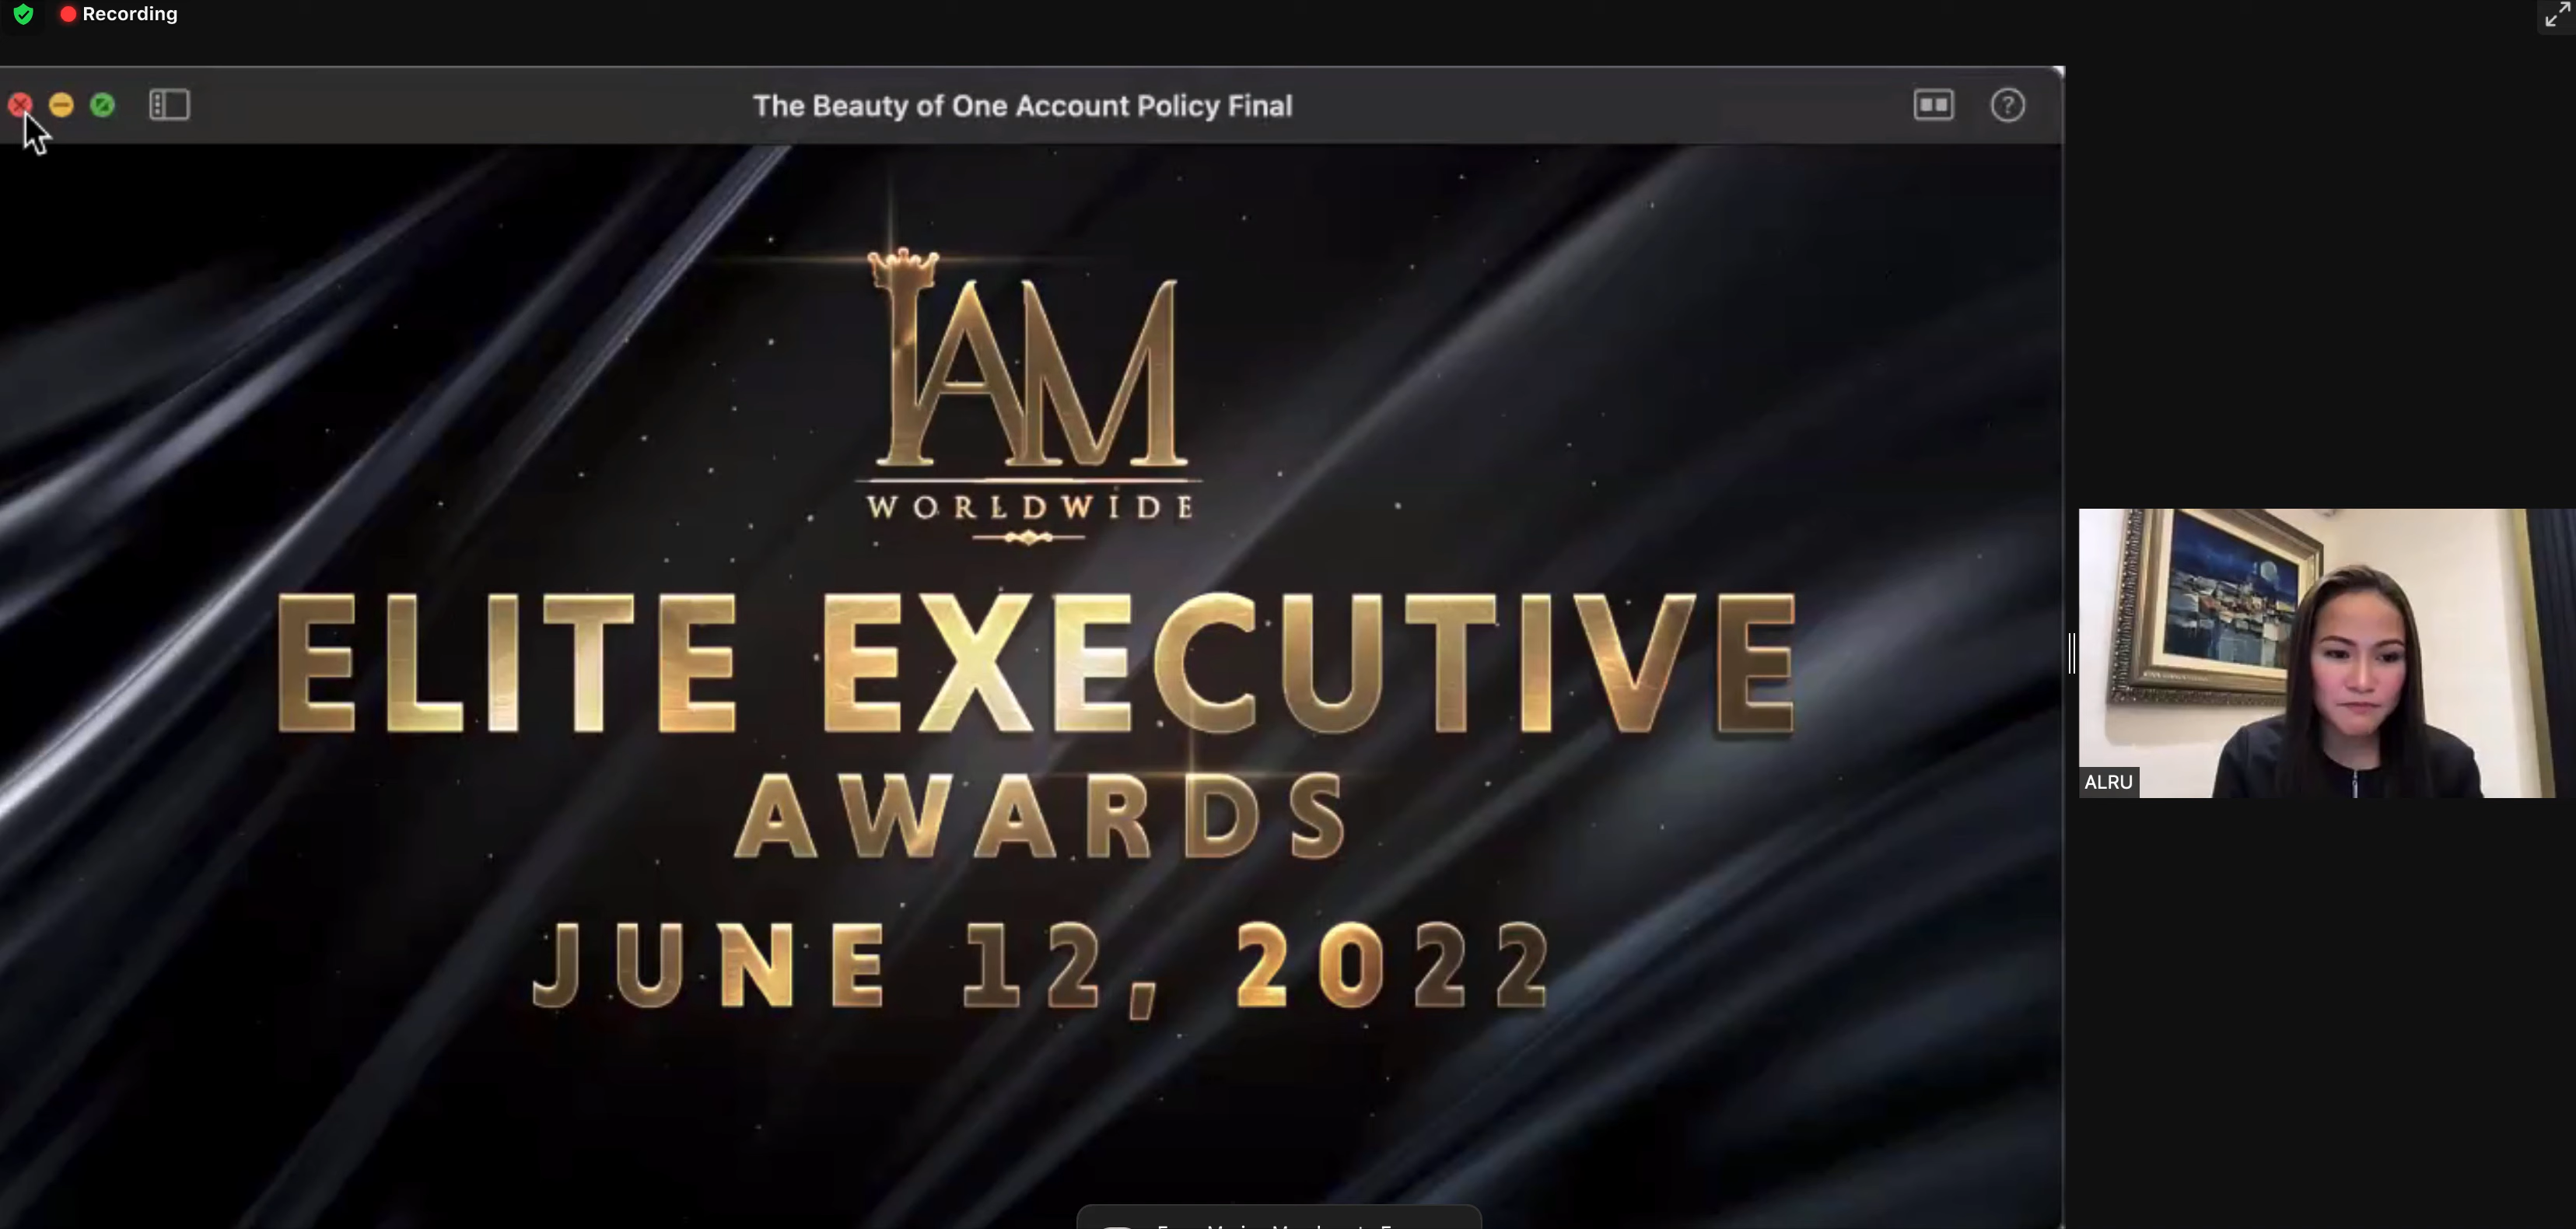 Recording
The Beauty of One Account Policy Final
IAM
WORLDWIDE
ELITE EXECUTIVE
AWARDS
JUNE 12, 2022
ALRU